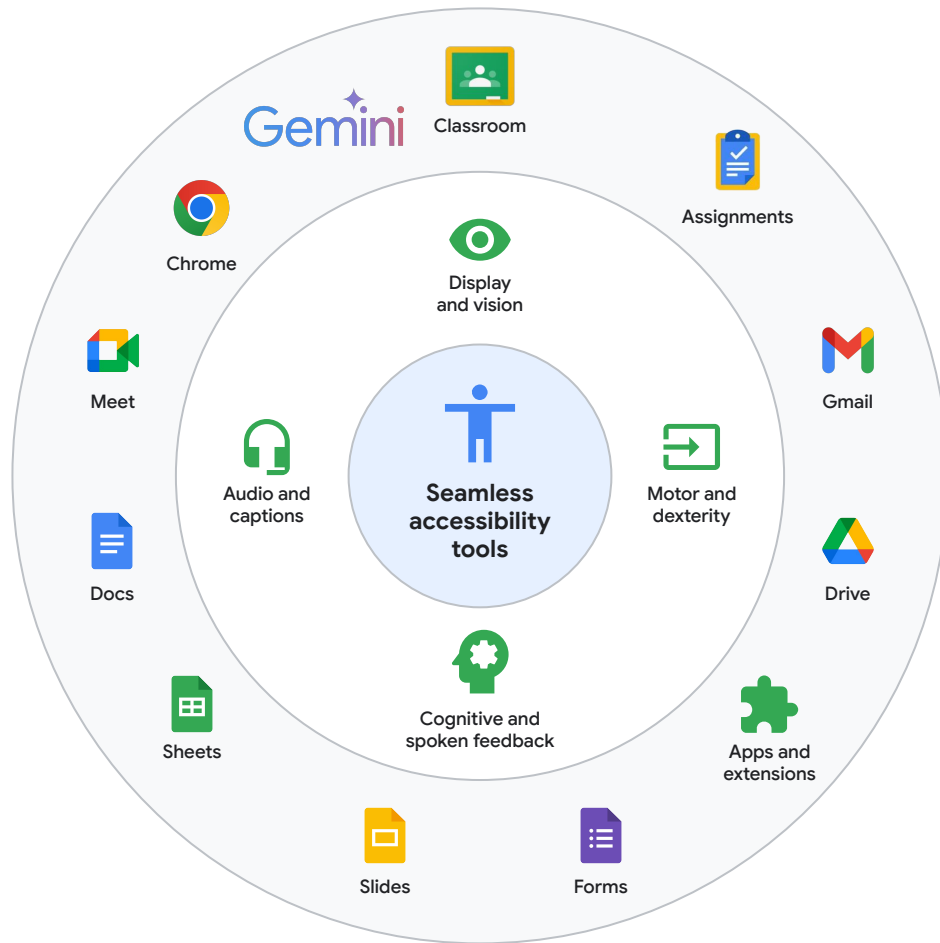 Gemini
Classroom
Assignments
Chrome
Display
and vision
Meet
Gmail
Audio and
captions
Seamless
accessibility
tools
Motor and
dexterity
Docs
Drive
Cognitive and
spoken feedback
Sheets
Apps and
extensions
Slides
Forms